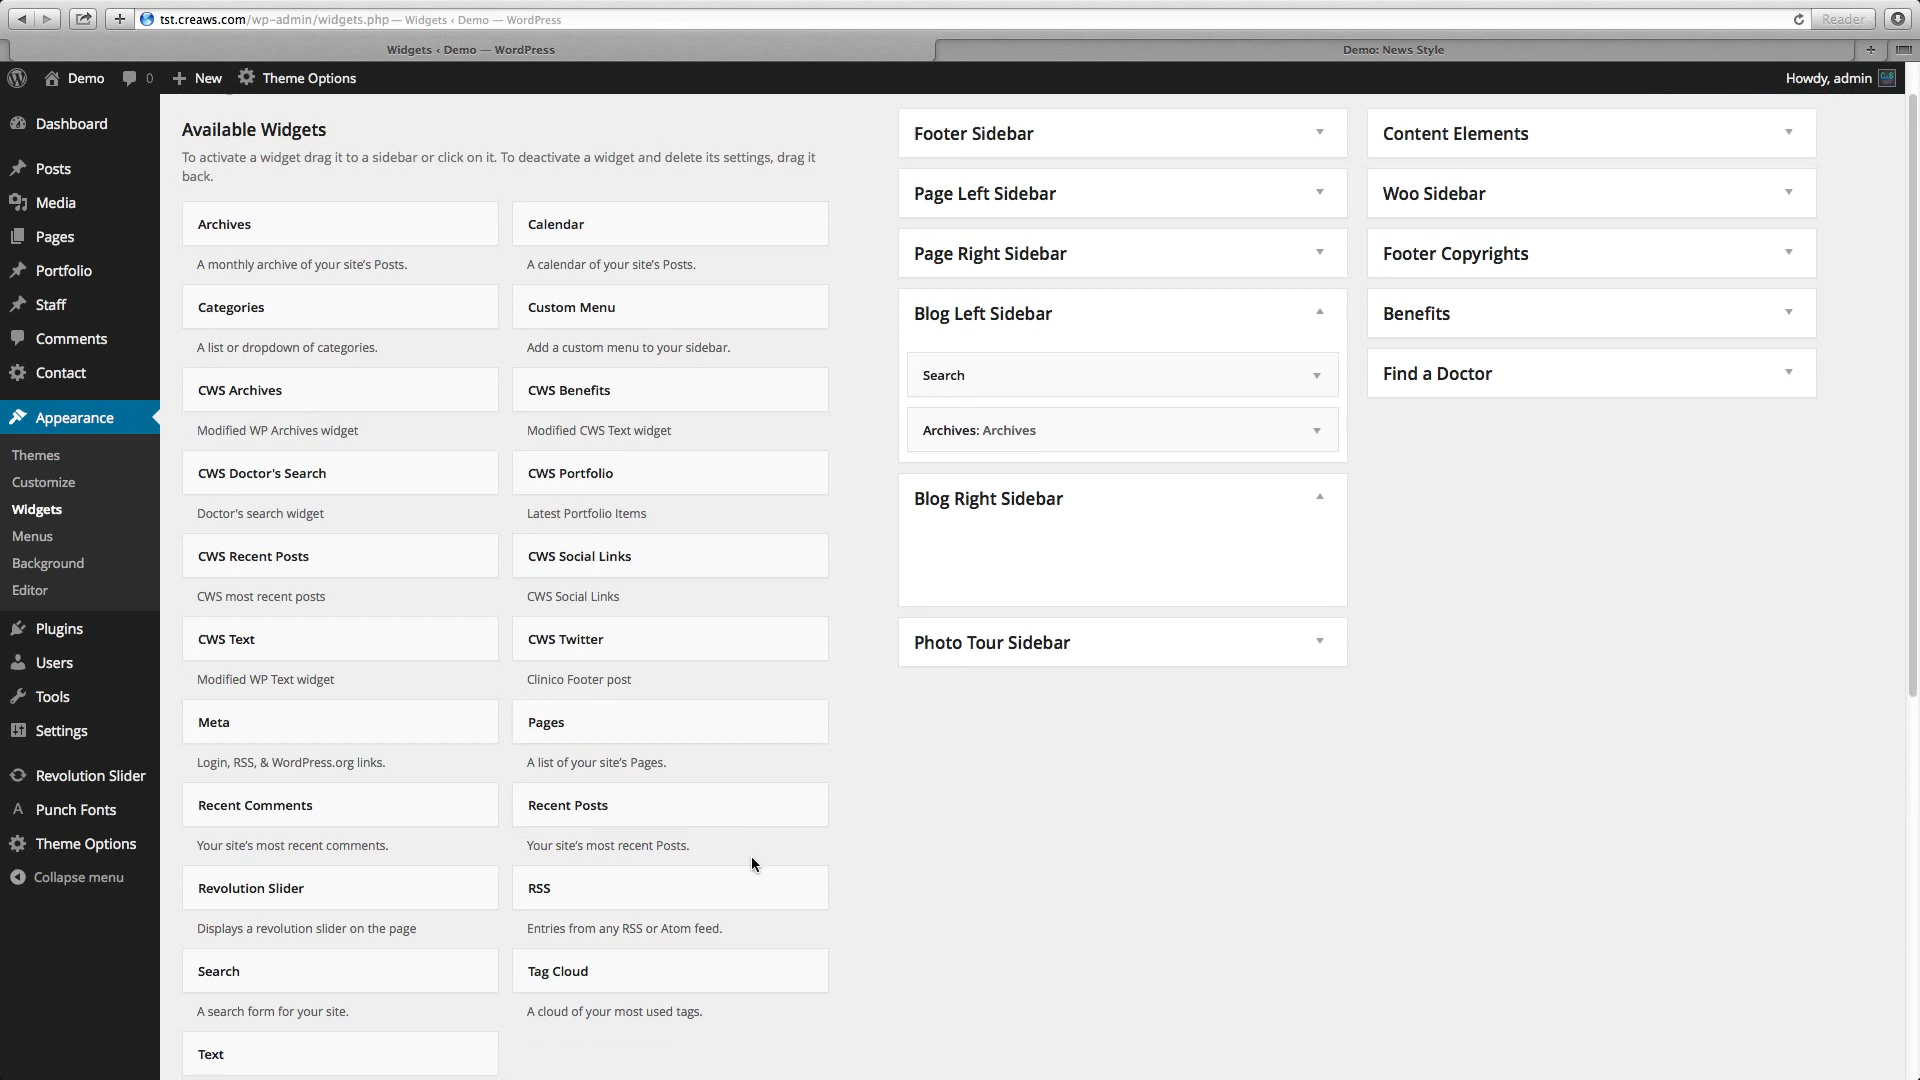 tst.creaws.com/wp-admin/widgets.php — Widgets ‹ Demo — WordPress
Reader
Widgets ‹ Demo — WordPress
Demo: News Style
Demo
0
New
Theme Options
Howdy, admin
Dashboard
Posts
Media
Pages
Portfolio
Staff
Comments
Contact
Appearance
Themes
Customize
Widgets
Menus
Background
Editor
Plugins
Users
Tools
Settings
Revolution Slider
Punch Fonts
Theme Options
Collapse menu
Available Widgets
To activate a widget drag it to a sidebar or click on it. To deactivate a widget and delete its settings, drag it
back.
Archives
A monthly archive of your site’s Posts.
Calendar
A calendar of your site’s Posts.
Categories
A list or dropdown of categories.
Custom Menu
Add a custom menu to your sidebar.
CWS Archives
Modified WP Archives widget
CWS Benefits
Modified CWS Text widget
CWS Doctor's Search
Doctor's search widget
CWS Portfolio
Latest Portfolio Items
CWS Recent Posts
CWS most recent posts
CWS Social Links
CWS Social Links
CWS Text
Modified WP Text widget
CWS Twitter
Clinico Footer post
Meta
Login, RSS, & WordPress.org links.
Pages
A list of your site’s Pages.
Recent Comments
Your site’s most recent comments.
Recent Posts
Your site’s most recent Posts.
Revolution Slider
Displays a revolution slider on the page
RSS
Entries from any RSS or Atom feed.
Search
A search form for your site.
Tag Cloud
A cloud of your most used tags.
Text
Footer Sidebar
Page Left Sidebar
Page Right Sidebar
Blog Left Sidebar
Search
Archives: Archives
Blog Right Sidebar
Photo Tour Sidebar
Content Elements
Woo Sidebar
Footer Copyrights
Benefits
Find a Doctor